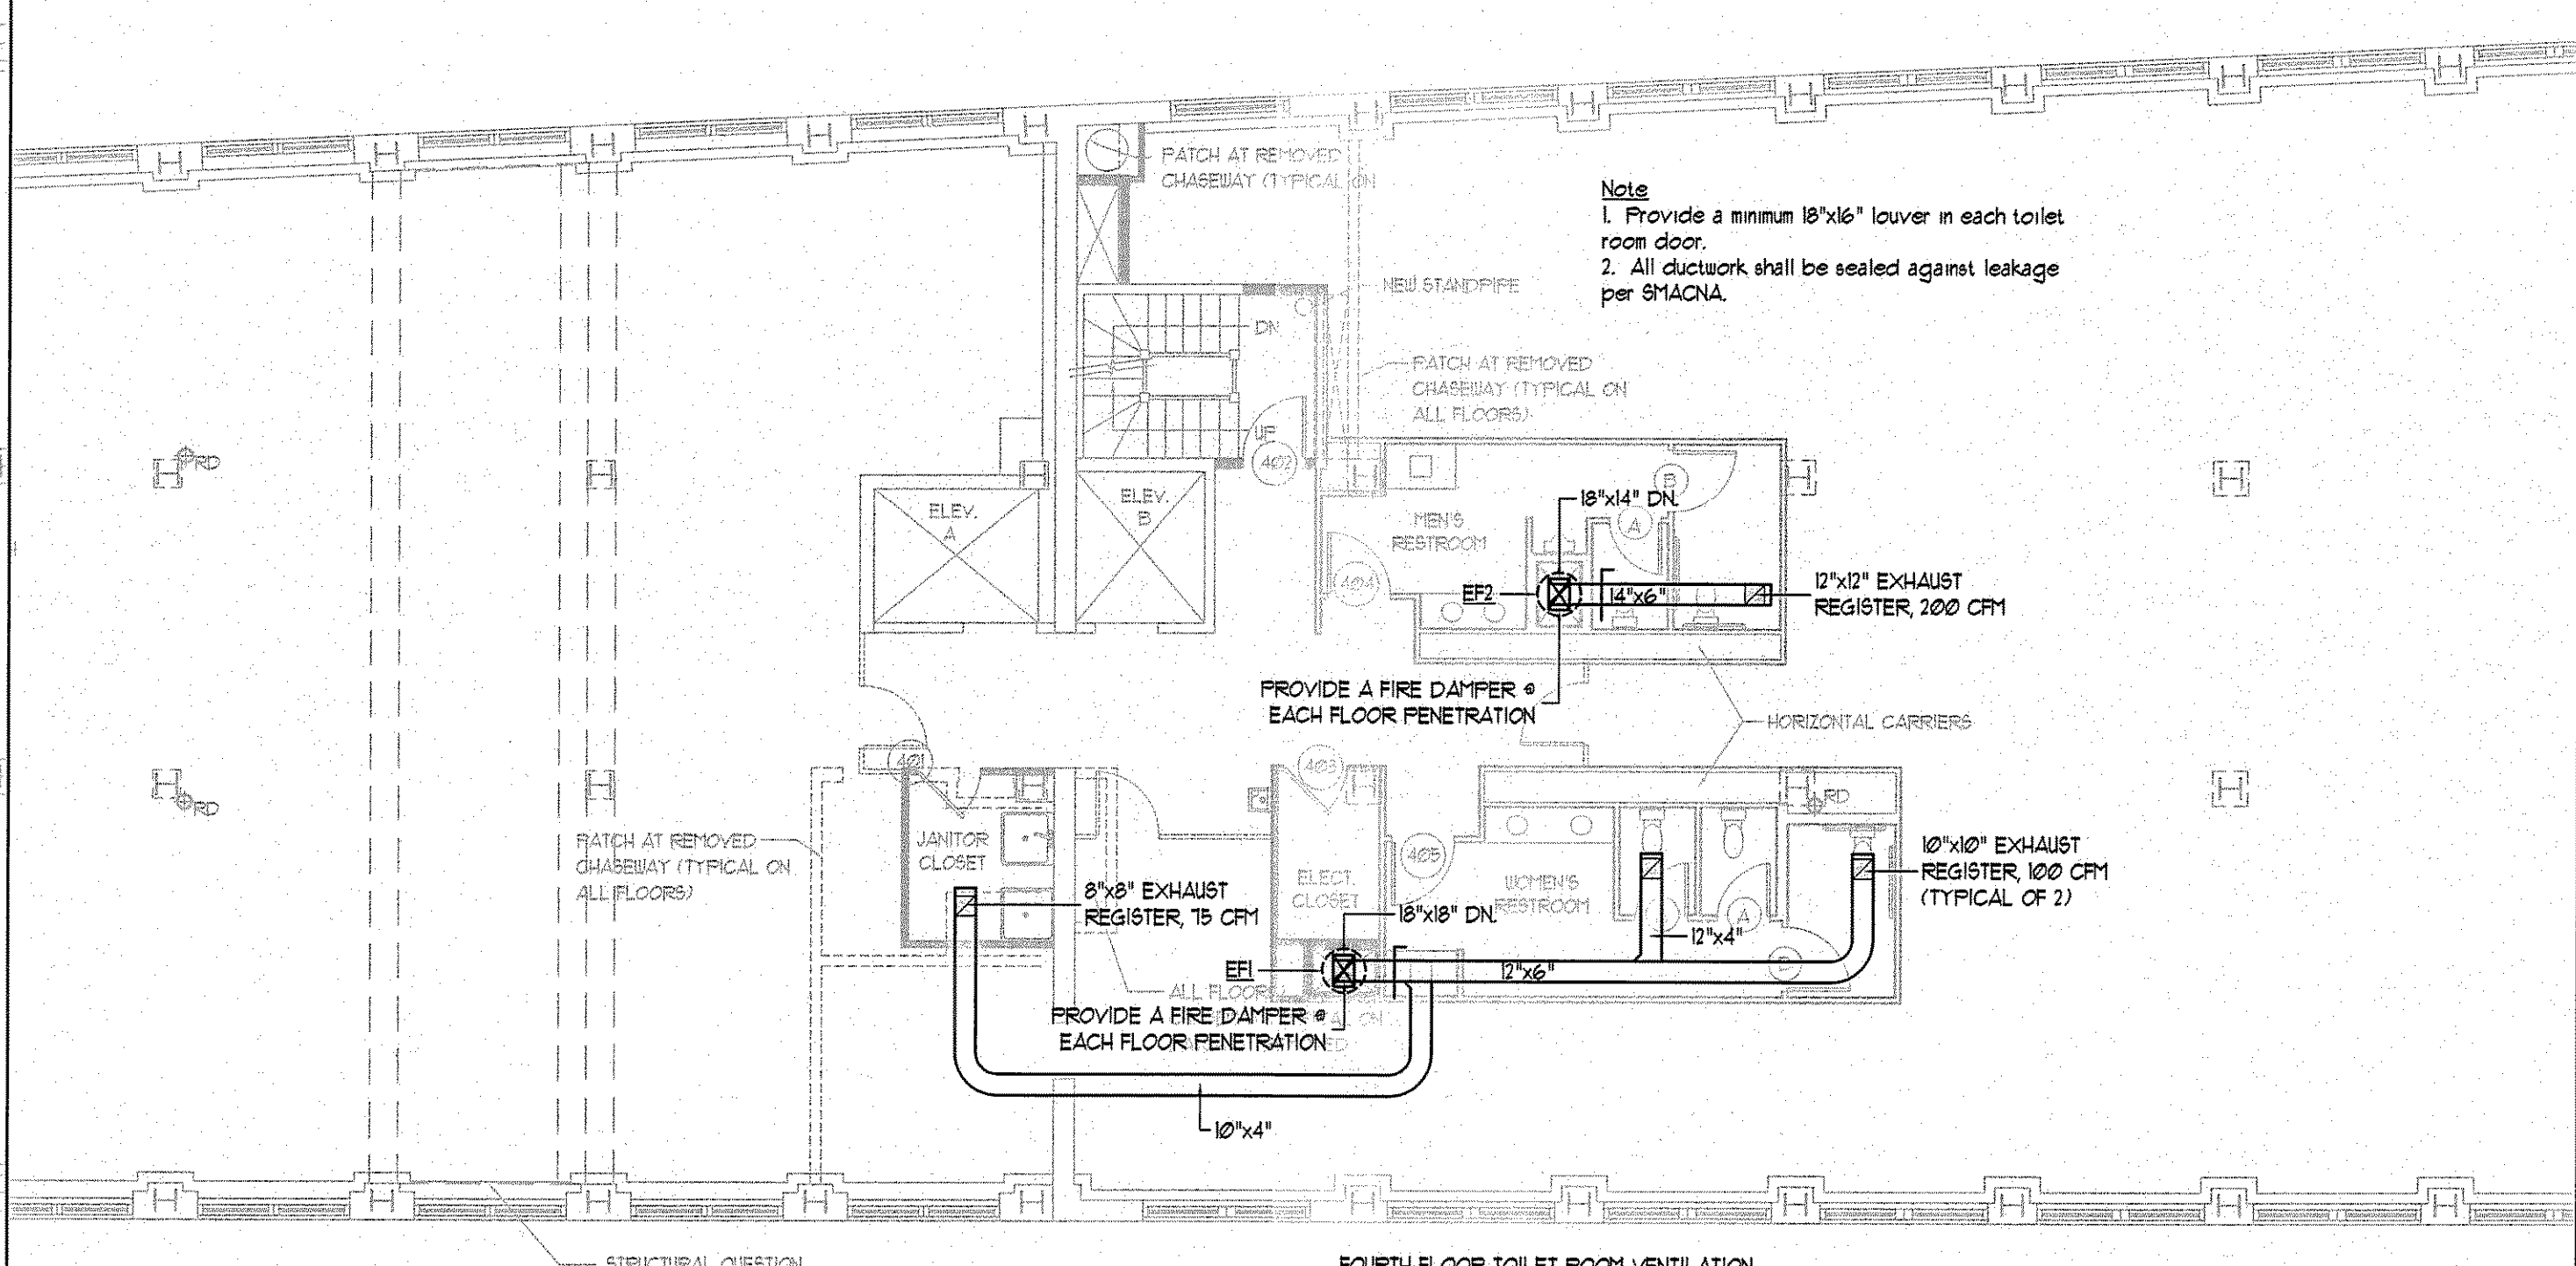 PATCH AT REMOVED
CHASEWAY (TYPICAL ON
Note
1. Provide a minimum 18"x16" louver in each toilet
room door.
2. All ductwork shall be sealed against leakage
per SMACNA.
NEW STANDPIPE
DN
PATCH AT REMOVED
CHASEWAY (TYPICAL ON
ALL FLOORS)
UP
402
RD
ELEV.
A
ELEV.
B
B
18"x14" DN.
MEN'S
RESTROOM
A
404
EF2
14"x6"
12"x12" EXHAUST
REGISTER, 200 CFM
PROVIDE A FIRE DAMPER @
EACH FLOOR PENETRATION
HORIZONTAL CARRIERS
401
403
RD
RD
PATCH AT REMOVED
CHASEWAY (TYPICAL ON
ALL FLOORS)
JANITOR
CLOSET
405
10"x10" EXHAUST
REGISTER, 100 CFM
(TYPICAL OF 2)
8"x8" EXHAUST
REGISTER, 75 CFM
ELECT.
CLOSET
WOMEN'S
RESTROOM
18"x18" DN.
A
12"x4"
EF1
12"x6"
ALL FLOORS)
PROVIDE A FIRE DAMPER @
EACH FLOOR PENETRATION
10"x4"
STRUCTURAL QUESTION
FOURTH FLOOR TOILET ROOM VENTILATION